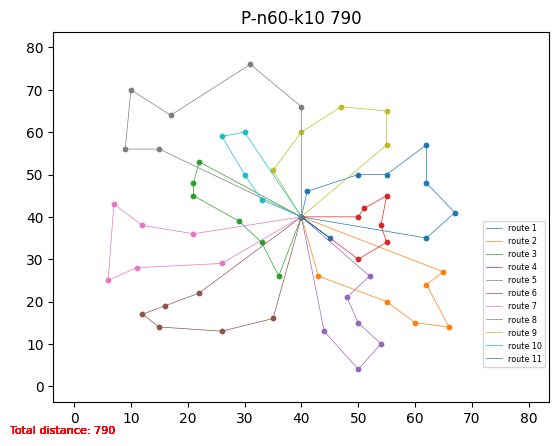 P-n60-k10 790
80
70
60
50
40
30
20
10
0
0 10 20 30 40 50 60 70 80
route 1
route 2
route 3
route 4
route 5
route 6
route 7
route 8
route 9
route 10
route 11
Total distance: 790